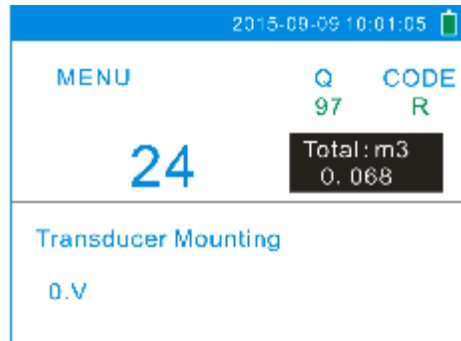 2015-09-09 10:01:05
MENU Q CODE
97 R
24 Total:m3
0.068
Transducer Mounting
0.V